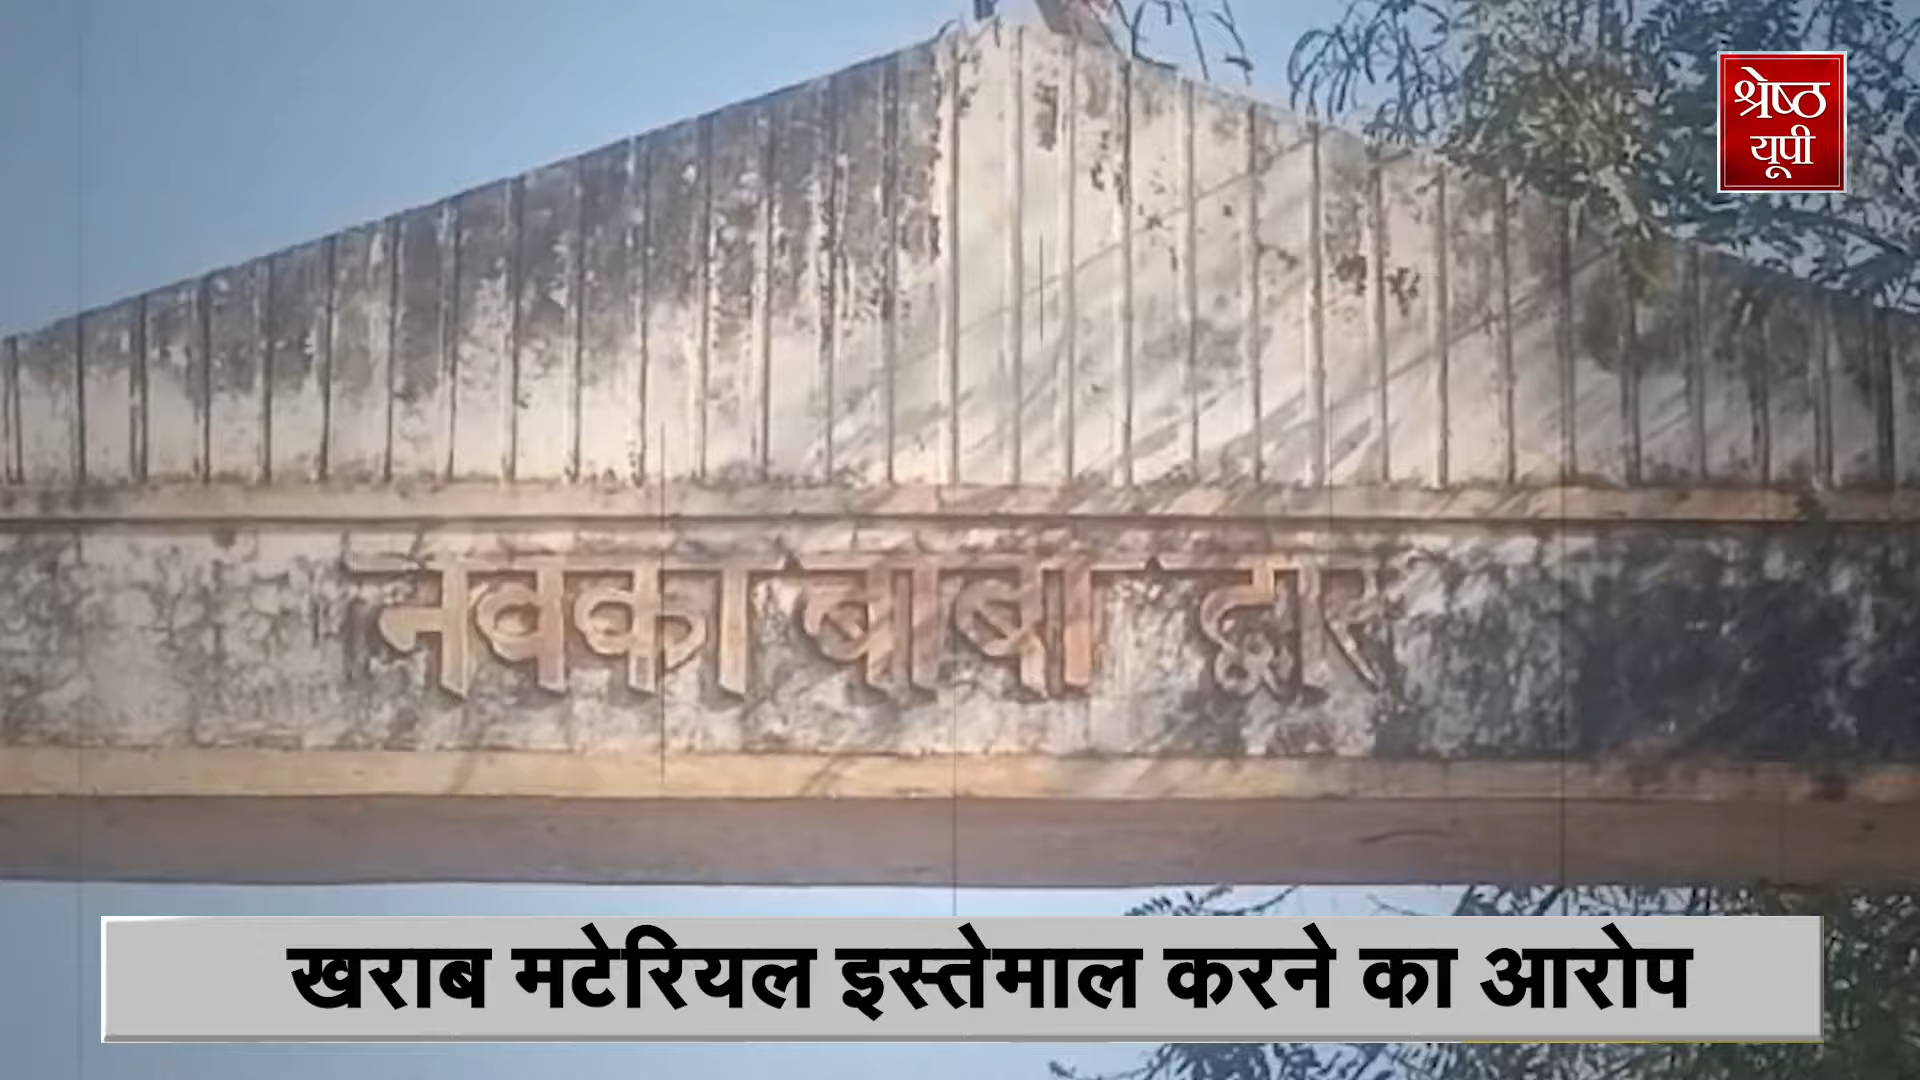 श्रेष्ठ
यूपी
नवका बाबा द्वार
खराब मटेरियल इस्तेमाल करने का आरोप